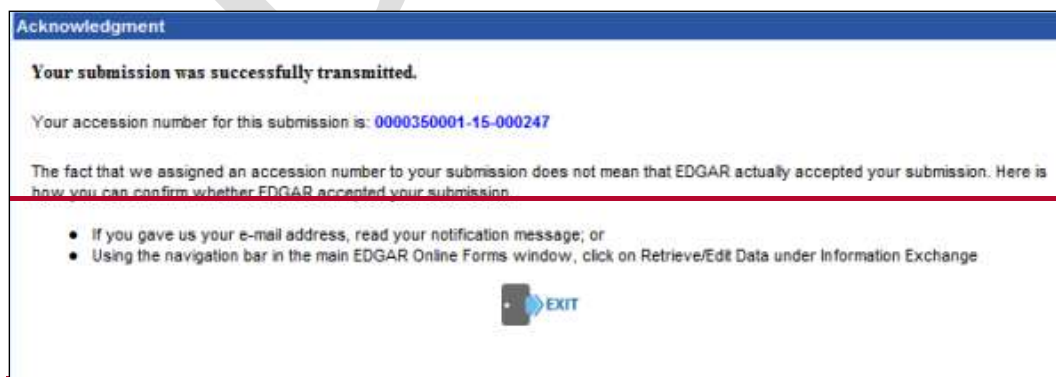 Acknowledgment
Your submission was successfully transmitted.
Your accession number for this submission is: 0000350001-15-000247
The fact that we assigned an accession number to your submission does not mean that EDGAR actually accepted your submission. Here is
how you can confirm whether EDGAR accepted your submission
• If you gave us your e-mail address, read your notification message; or
• Using the navigation bar in the main EDGAR Online Forms window, click on Retrieve/Edit Data under Information Exchange
EXIT